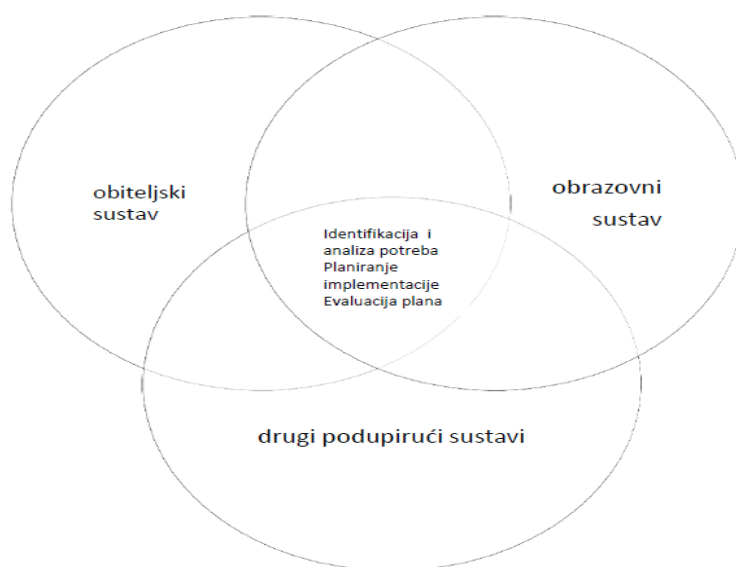 obiteljski
sustav
obrazovni
sustav
Identifikacija i
analiza potreba
Planiranje
implementacije
Evaluacija plana
drugi podupirući sustavi